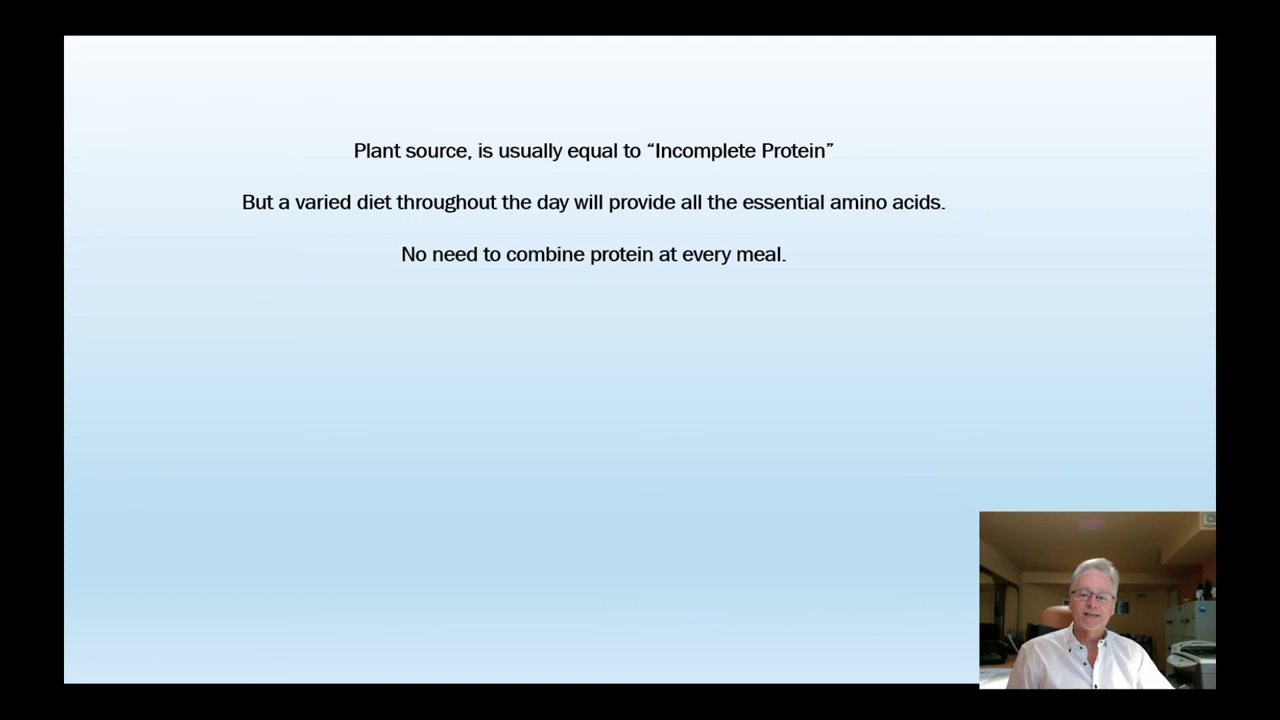 Plant source, is usually equal to “Incomplete Protein”
But a varied diet throughout the day will provide all the essential amino acids.
No need to combine protein at every meal.